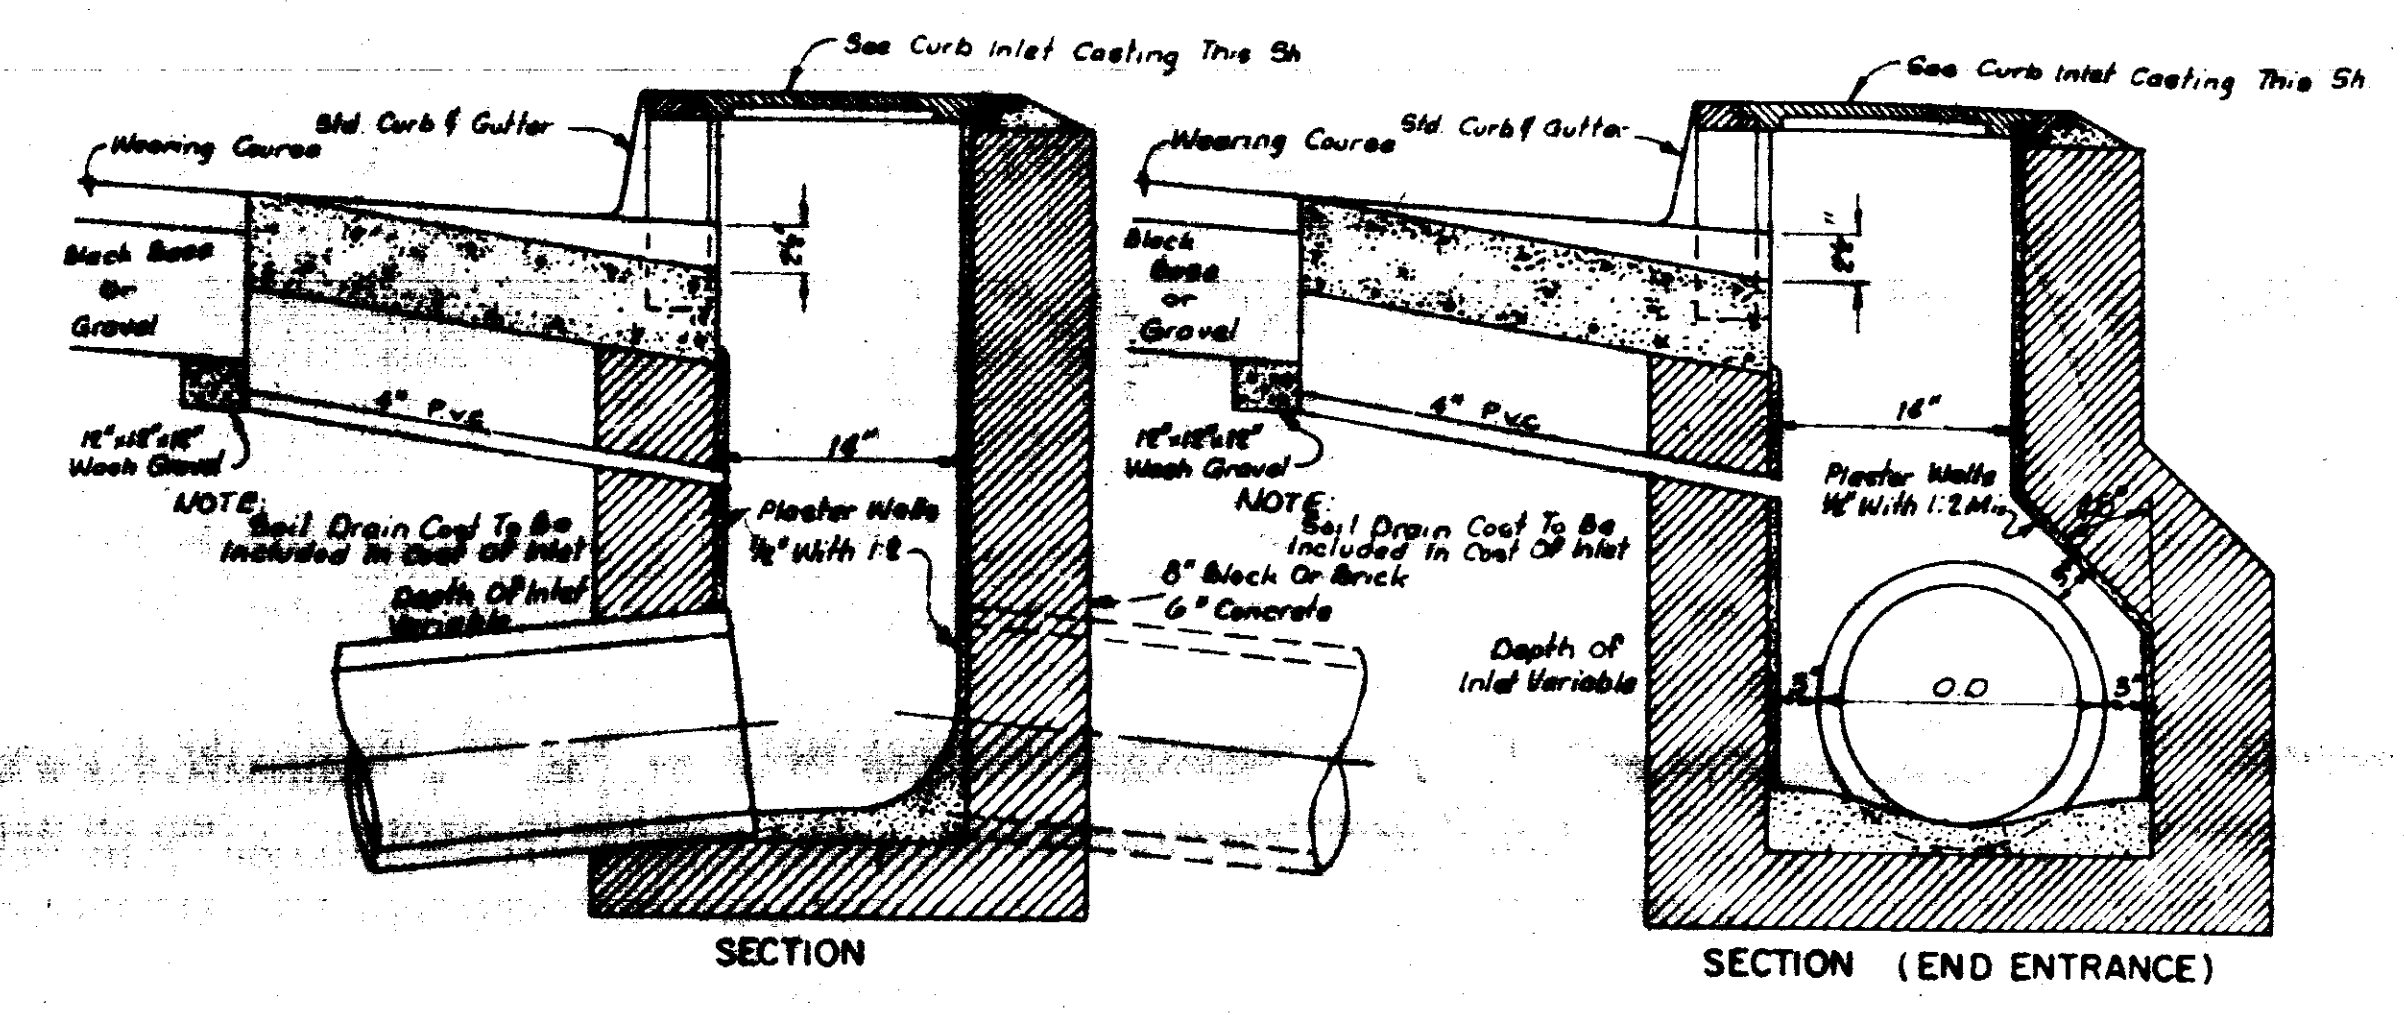 See Curb Inlet Casting This Sh
Std. Curb & Gutter
Wearing Course
Black Base
or
Gravel
4" P.V.C
12"x12"x12"
Wash Gravel
NOTE:
Soil Drain Cost To Be
Included In Cost Of Inlet
Depth Of Inlet
Variable
16"
Plaster Walls
½" With 1:2
8" Block Or Brick
6" Concrete
SECTION
See Curb Inlet Casting This Sh
Std. Curb & Gutter
Wearing Course
Black
Base
or
Gravel
4" P.V.C
12"x12"x12"
Wash Gravel
NOTE:
Soil Drain Cost To Be
Included In Cost Of Inlet
Depth Of
Inlet Variable
16"
Plaster Walls
½" With 1:2 Mix
45°
3"
O.D
3"
SECTION (END ENTRANCE)